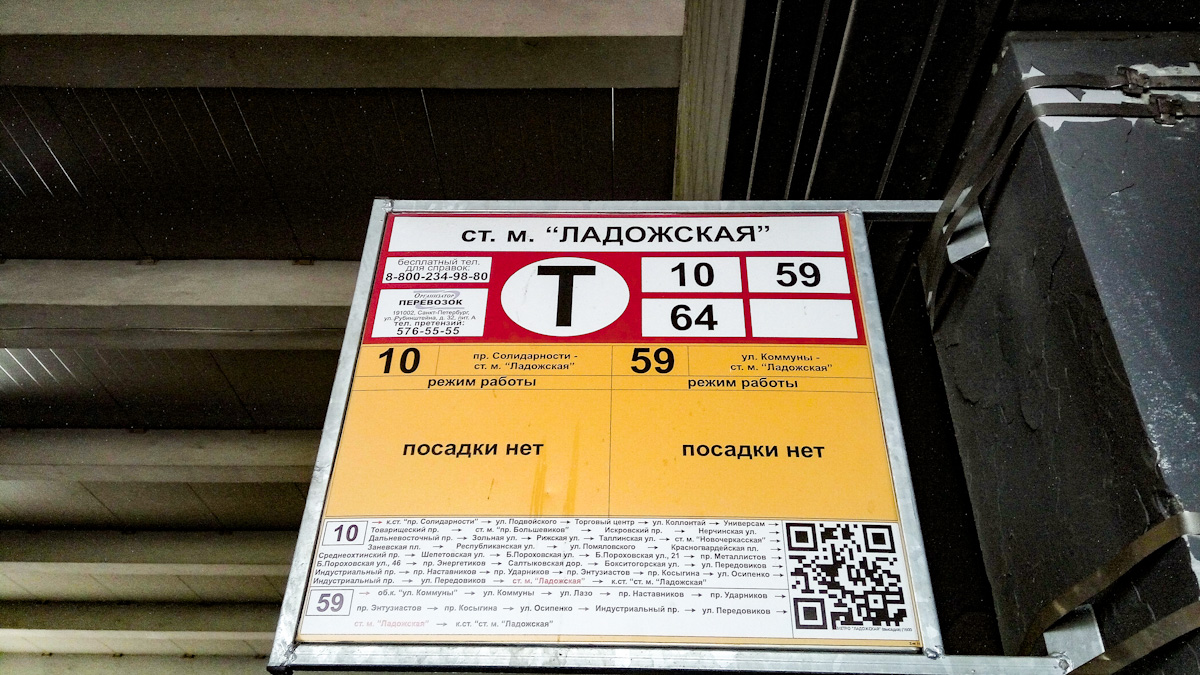 ст. м. “ЛАДОЖСКАЯ”
бесплатный тел.
для справок:
8-800-234-98-80
Организатор
ПЕРЕВОЗОК
191002, Санкт-Петербург,
ул. Рубинштейна, д. 32, лит. А
тел. претензий:
576-55-55
Т
10 59
64
10 пр. Солидарности -
ст. м. “Ладожская”
режим работы
посадки нет
59 ул. Коммуны -
ст. м. “Ладожская”
режим работы
посадки нет
10 → к.ст. “пр. Солидарности” → ул. Подвойского → Торговый центр → ул. Коллонтай → Универсам →
Товарищеский пр. → ст. м. “пр. Большевиков” → Искровский пр. → Нерчинская ул. →
Дальневосточный пр. → Зольная ул. → Рижская ул. → Таллинская ул. → ст. м. “Новочеркасская” →
Заневская пл. → Республиканская ул. → ул. Помяловского → Красногвардейская пл. →
Среднеохтинский пр. → Шепетовская ул. → Б.Пороховская ул. → Б.Пороховская ул., 21 → пр. Металлистов →
Б.Пороховская ул., 46 → пр. Энергетиков → Салтыковская дор. → Бокситогорская ул. → ул. Передовиков →
Индустриальный пр. → пр. Наставников → пр. Ударников → пр. Энтузиастов → пр. Косыгина → ул. Осипенко →
Индустриальный пр. → ул. Передовиков → ст. м. “Ладожская” → к.ст. “ст. м. “Ладожская”
59 → об.к. “ул. Коммуны” → ул. Коммуны → ул. Лазо → пр. Наставников → пр. Ударников →
пр. Энтузиастов → пр. Косыгина → ул. Осипенко → Индустриальный пр. → ул. Передовиков →
ст. м. “Ладожская” → к.ст. “ст. м. “Ладожская”